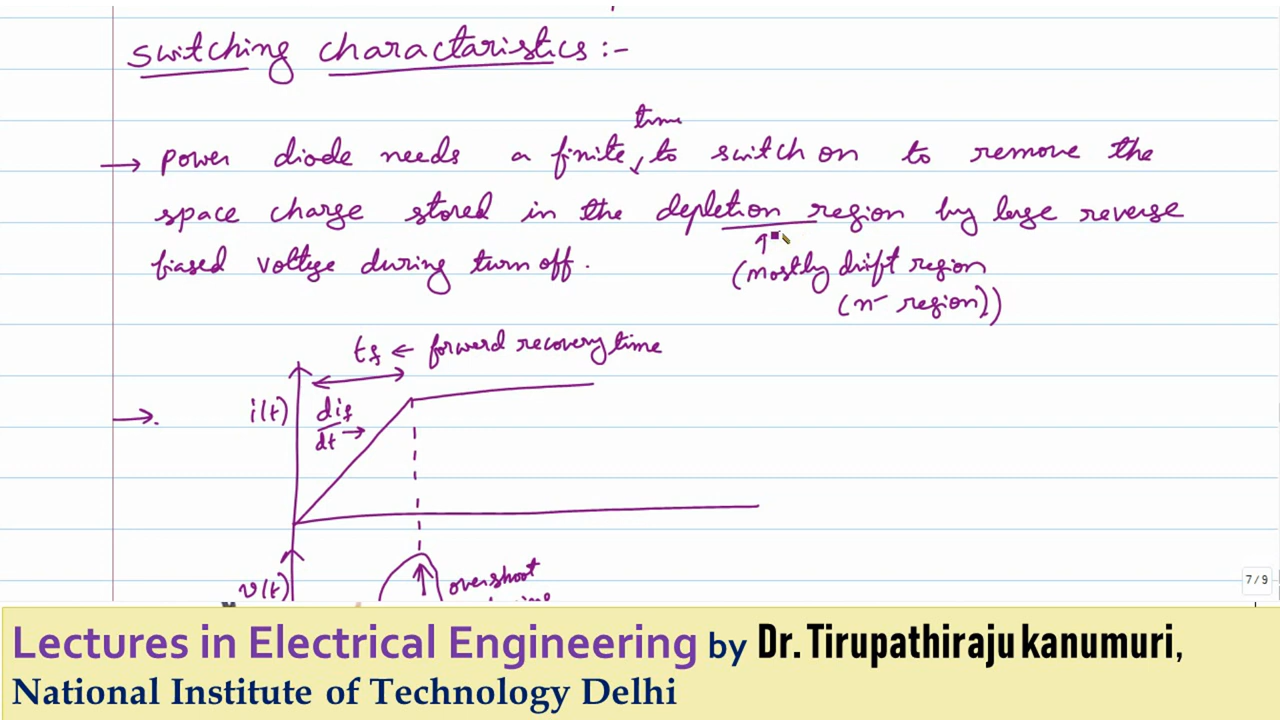 switching charactaristics :-
time
→ power diode needs a finite, to switch on to remove the
space charge stored in the depletion region by large reverse
biased voltage during turn off.
(mostly drift region
(n- region))
tf ← forward recovery time
→.
i(t)
dif
dt →
v(t)
overshoot
7 / 9
Lectures in Electrical Engineering by Dr. Tirupathiraju kanumuri,
National Institute of Technology Delhi